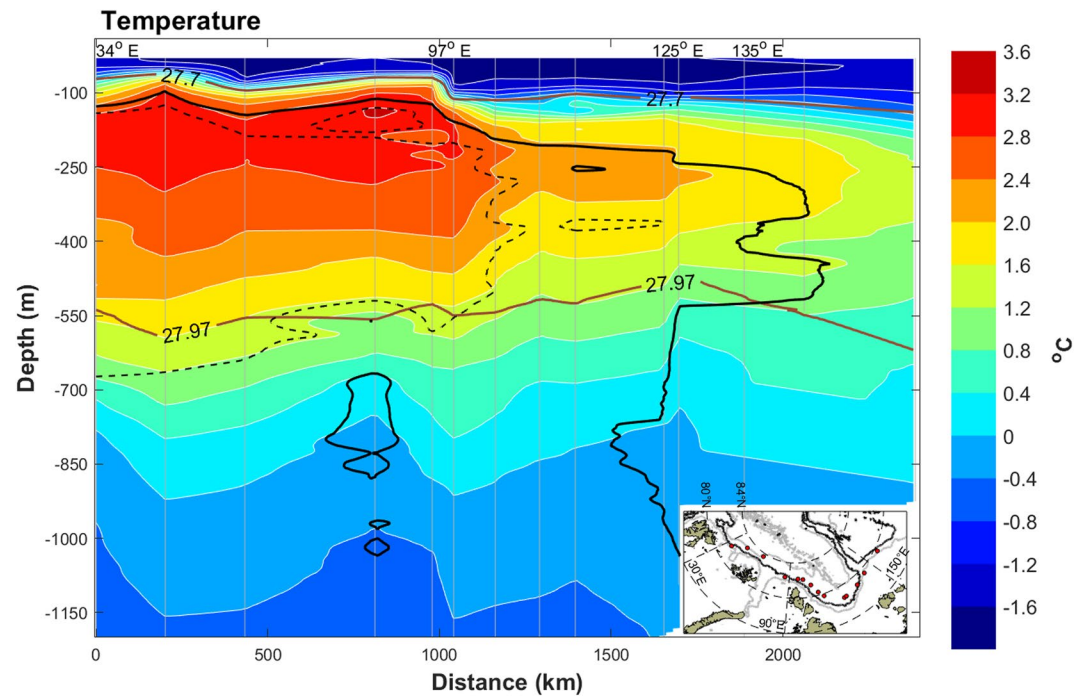 Temperature
34° E 97° E 125° E 135° E
27.7
27.7
27.97
27.97
-100
-250
-400
-550
-700
-850
-1000
-1150
Depth (m)
0 500 1000 1500 2000
Distance (km)
3.6
3.2
2.8
2.4
2.0
1.6
1.2
0.8
0.4
0
-0.4
-0.8
-1.2
-1.6
°C
80°N 84°N
30°E
150°E
90°E